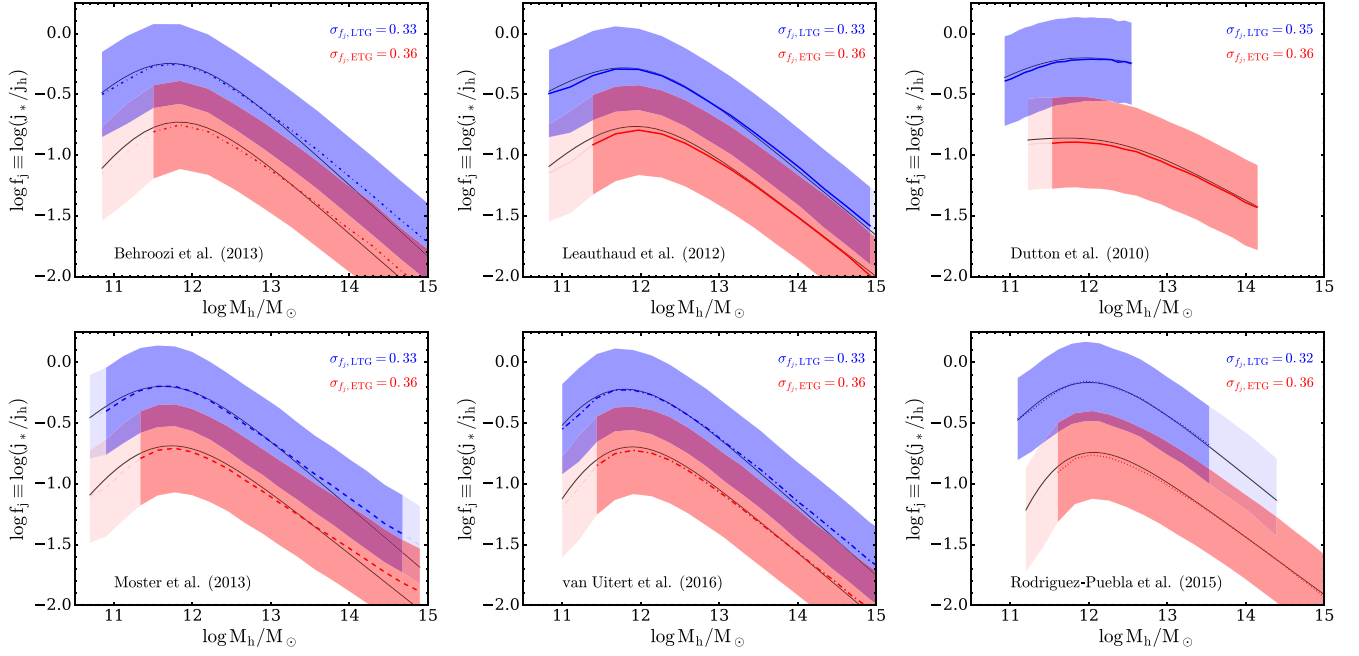 σ_{f_j},LTG = 0.33
σ_{f_j},ETG = 0.36
0.0
−0.5
−1.0
−1.5
−2.0
log f_j ≡ log(j_*/j_h)
Behroozi et al. (2013)
11 12 13 14 15
log M_h/M_⊙
σ_{f_j},LTG = 0.33
σ_{f_j},ETG = 0.36
0.0
−0.5
−1.0
−1.5
−2.0
log f_j ≡ log(j_*/j_h)
Leauthaud et al. (2012)
11 12 13 14 15
log M_h/M_⊙
σ_{f_j},LTG = 0.35
σ_{f_j},ETG = 0.36
0.0
−0.5
−1.0
−1.5
−2.0
log f_j ≡ log(j_*/j_h)
Dutton et al. (2010)
11 12 13 14 15
log M_h/M_⊙
σ_{f_j},LTG = 0.33
σ_{f_j},ETG = 0.36
0.0
−0.5
−1.0
−1.5
−2.0
log f_j ≡ log(j_*/j_h)
Moster et al. (2013)
11 12 13 14 15
log M_h/M_⊙
σ_{f_j},LTG = 0.33
σ_{f_j},ETG = 0.36
0.0
−0.5
−1.0
−1.5
−2.0
log f_j ≡ log(j_*/j_h)
van Uitert et al. (2016)
11 12 13 14 15
log M_h/M_⊙
σ_{f_j},LTG = 0.32
σ_{f_j},ETG = 0.36
0.0
−0.5
−1.0
−1.5
−2.0
log f_j ≡ log(j_*/j_h)
Rodriguez-Puebla et al. (2015)
11 12 13 14 15
log M_h/M_⊙